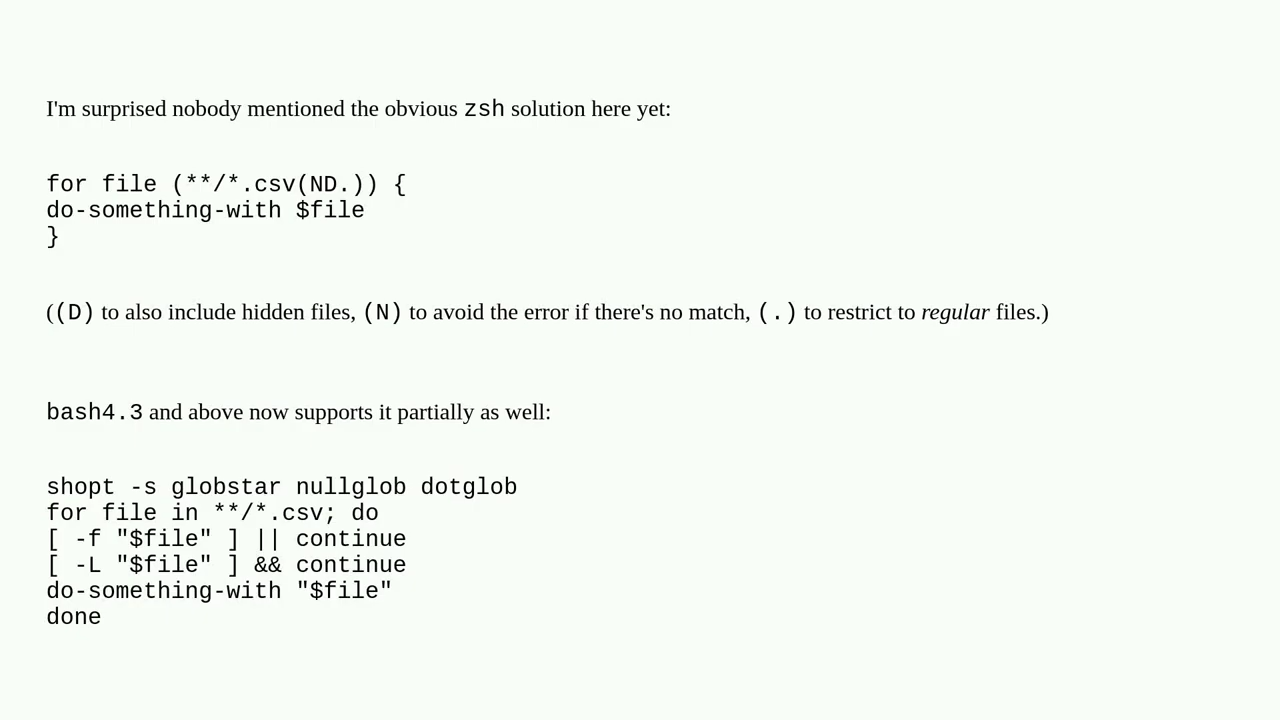 I'm surprised nobody mentioned the obvious zsh solution here yet:
for file (**/*.csv(ND.)) {
do-something-with $file
}
((D) to also include hidden files, (N) to avoid the error if there's no match, (.) to restrict to regular files.)
bash4.3 and above now supports it partially as well:
shopt -s globstar nullglob dotglob
for file in **/*.csv; do
[ -f "$file" ] || continue
[ -L "$file" ] && continue
do-something-with "$file"
done